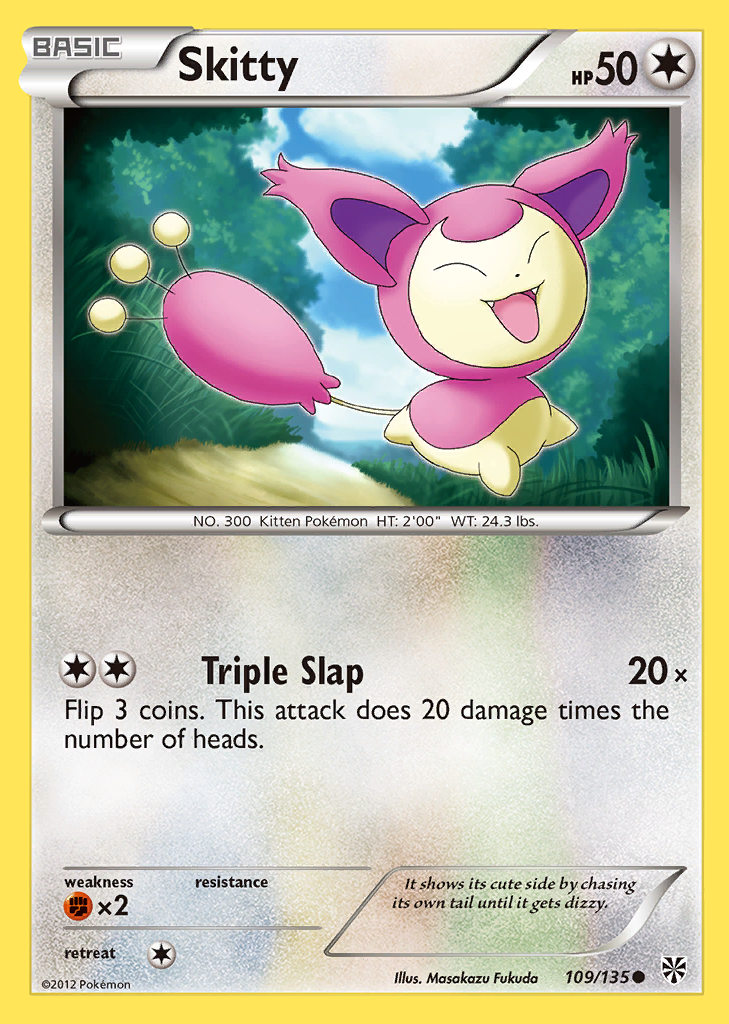 BASIC
Skitty
HP50
NO. 300 Kitten Pokémon HT: 2'00" WT: 24.3 lbs.
Triple Slap 20×
Flip 3 coins. This attack does 20 damage times the
number of heads.
weakness resistance
×2
It shows its cute side by chasing
its own tail until it gets dizzy.
retreat
©2012 Pokémon
Illus. Masakazu Fukuda
109/135